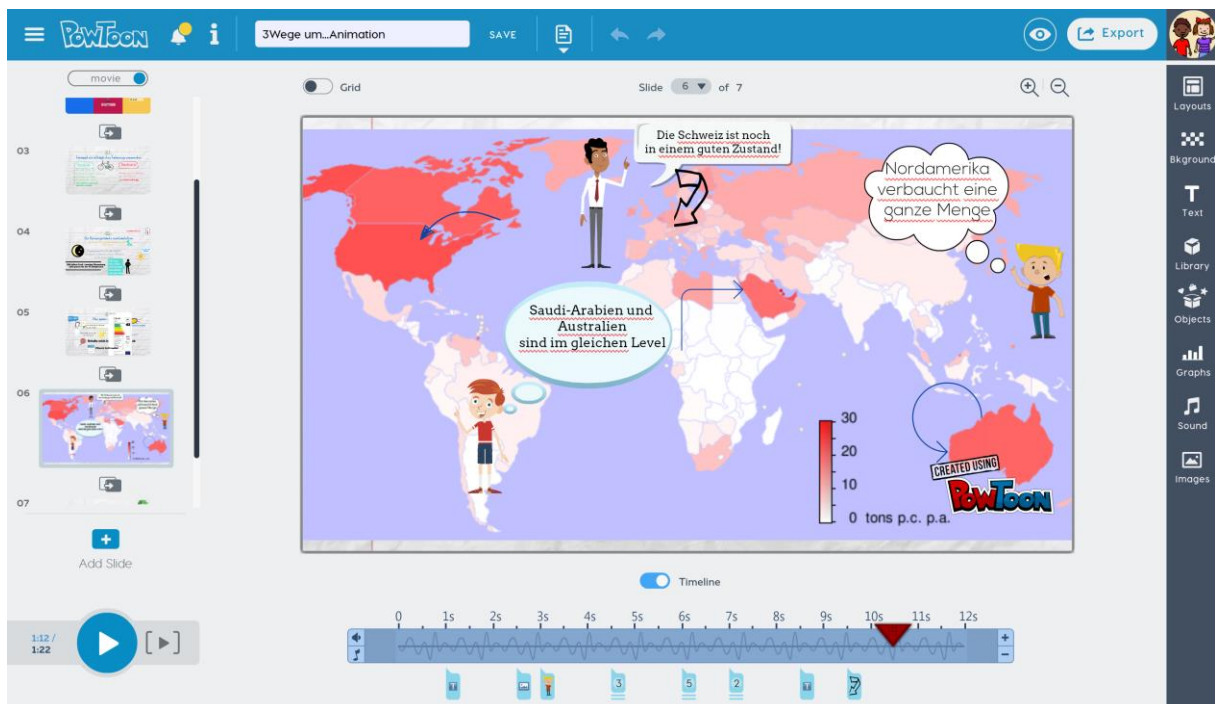 POWTOON
i
3Wege um...Animation
SAVE
Export
movie
Grid
Slide 6 of 7
03
04
05
06
07
Add Slide
1:12 /
1:22
Die Schweiz ist noch
in einem guten Zustand!
Nordamerika
verbaucht eine
ganze Menge
Saudi-Arabien und
Australien
sind im gleichen Level
30
20
10
0 tons p.c. p.a.
CREATED USING
POWTOON
Timeline
0 1s 2s 3s 4s 5s 6s 7s 8s 9s 10s 11s 12s
T 3 5 2 T
Layouts
Bkground
T
Text
Library
Objects
Graphs
Sound
Images